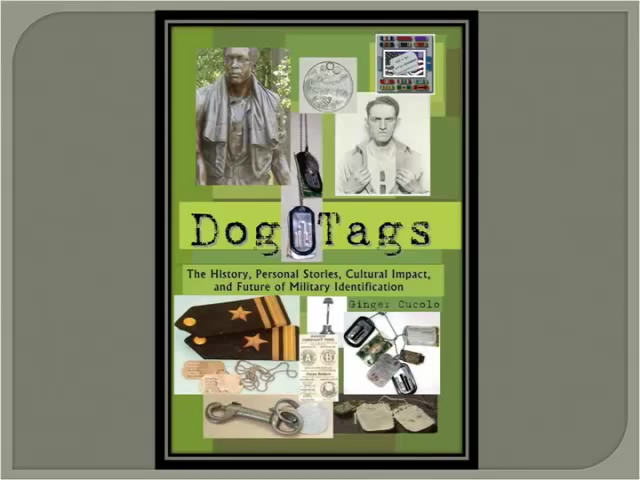 Dog Tags
The History, Personal Stories, Cultural Impact,
and Future of Military Identification
Ginger Cucolo